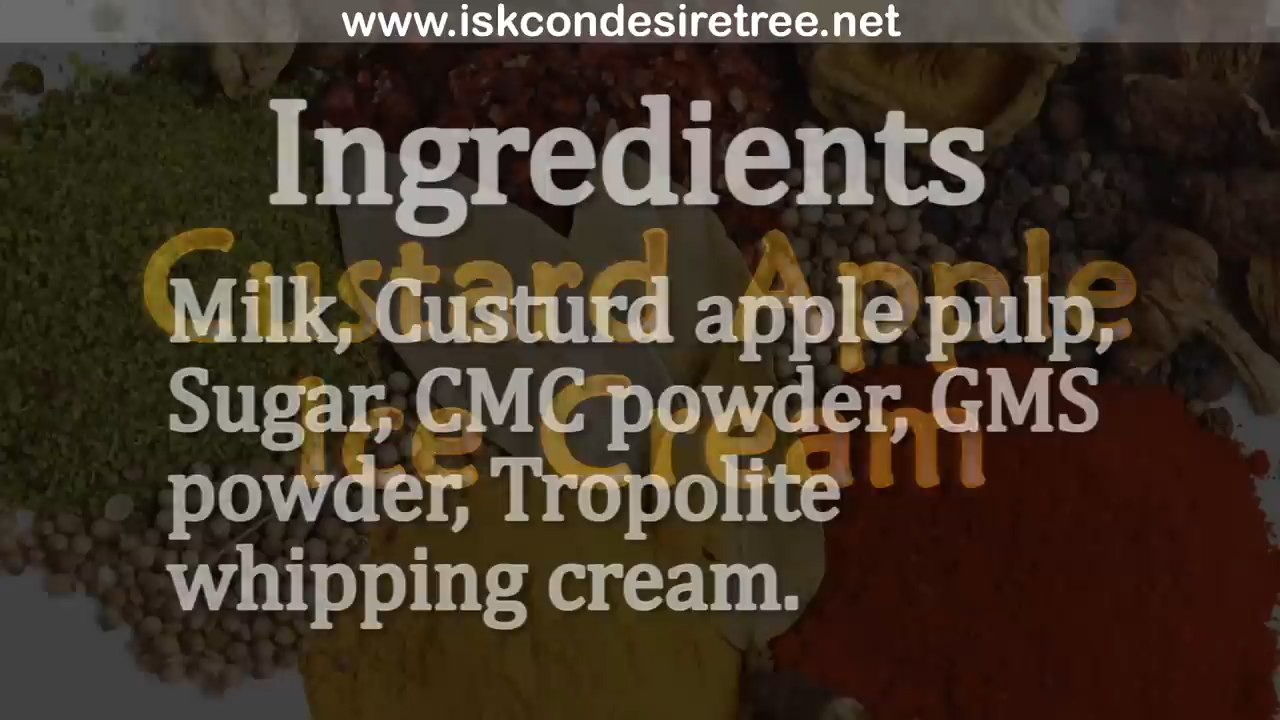 www.iskcondesiretree.net
Ingredients
Custard Apple
Ice Cream
Milk, Custurd apple pulp,
Sugar, CMC powder, GMS
powder, Tropolite
whipping cream.